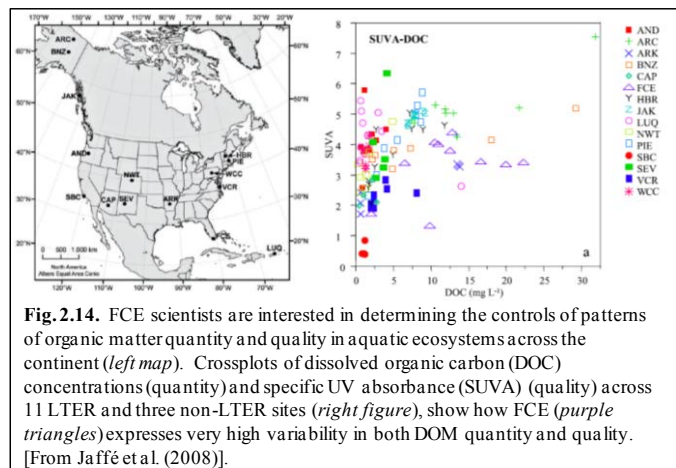 170°W 150°W 130°W 110°W 90°W 70°W 50°W 30°W 15°W
ARC
BNZ
60°N
60°N
JAK
50°N
50°N
40°N
40°N
30°N
30°N
20°N
20°N
AND
HBR
PIE
NWT
WCC
VCR
SBC
CAP
SEV
ARK
FCE
LUQ
0 500 1,000 km
North America
Albers Equal Area Conic
120°W 110°W 100°W 90°W 80°W 70°W
SUVA-DOC
SUVA
8
7
6
5
4
3
2
1
0
0 5 10 15 20 25 30
DOC (mg L-1)
a
AND
ARC
ARK
BNZ
CAP
FCE
HBR
JAK
LUQ
NWT
PIE
SBC
SEV
VCR
WCC
Fig. 2.14. FCE scientists are interested in determining the controls of patterns
of organic matter quantity and quality in aquatic ecosystems across the
continent (left map). Crossplots of dissolved organic carbon (DOC)
concentrations (quantity) and specific UV absorbance (SUVA) (quality) across
11 LTER and three non-LTER sites (right figure), show how FCE (purple
triangles) expresses very high variability in both DOM quantity and quality.
[From Jaffé et al. (2008)].